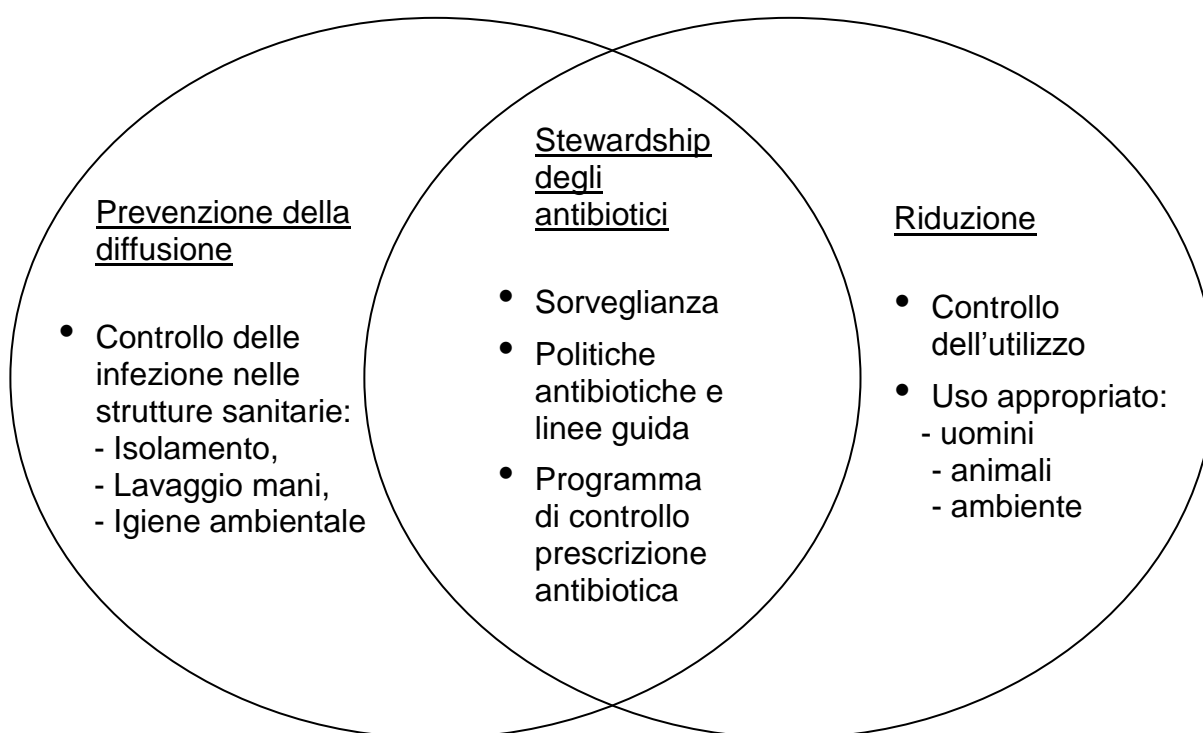 Prevenzione della
diffusione
• Controllo delle
infezione nelle
strutture sanitarie:
- Isolamento,
- Lavaggio mani,
- Igiene ambientale
Stewardship
degli
antibiotici
• Sorveglianza
• Politiche
antibiotiche e
linee guida
• Programma
di controllo
prescrizione
antibiotica
Riduzione
• Controllo
dell’utilizzo
• Uso appropriato:
- uomini
- animali
- ambiente